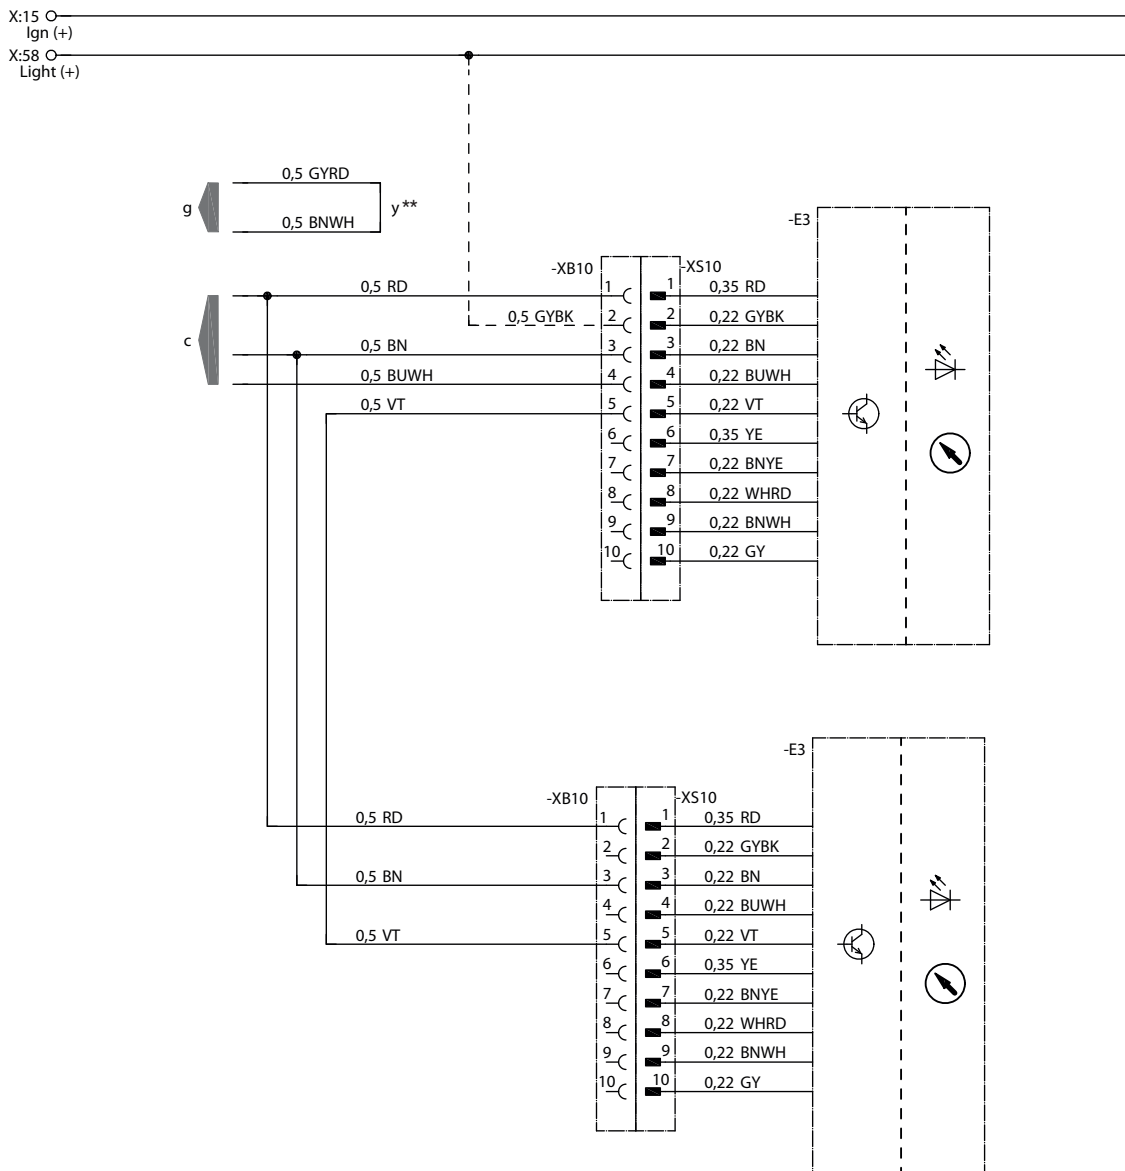 X:15
Ign (+)
X:58
Light (+)
0,5 GYRD
g
y**
0,5 BNWH
-E3
-XB10
-XS10
0,5 RD
1
1
0,35 RD
0,5 GYBK
2
2
0,22 GYBK
c
0,5 BN
3
3
0,22 BN
0,5 BUWH
4
4
0,22 BUWH
0,5 VT
5
5
0,22 VT
6
6
0,35 YE
7
7
0,22 BNYE
8
8
0,22 WHRD
9
9
0,22 BNWH
10
10
0,22 GY
-E3
-XB10
-XS10
0,5 RD
1
1
0,35 RD
2
2
0,22 GYBK
0,5 BN
3
3
0,22 BN
4
4
0,22 BUWH
0,5 VT
5
5
0,22 VT
6
6
0,35 YE
7
7
0,22 BNYE
8
8
0,22 WHRD
9
9
0,22 BNWH
10
10
0,22 GY